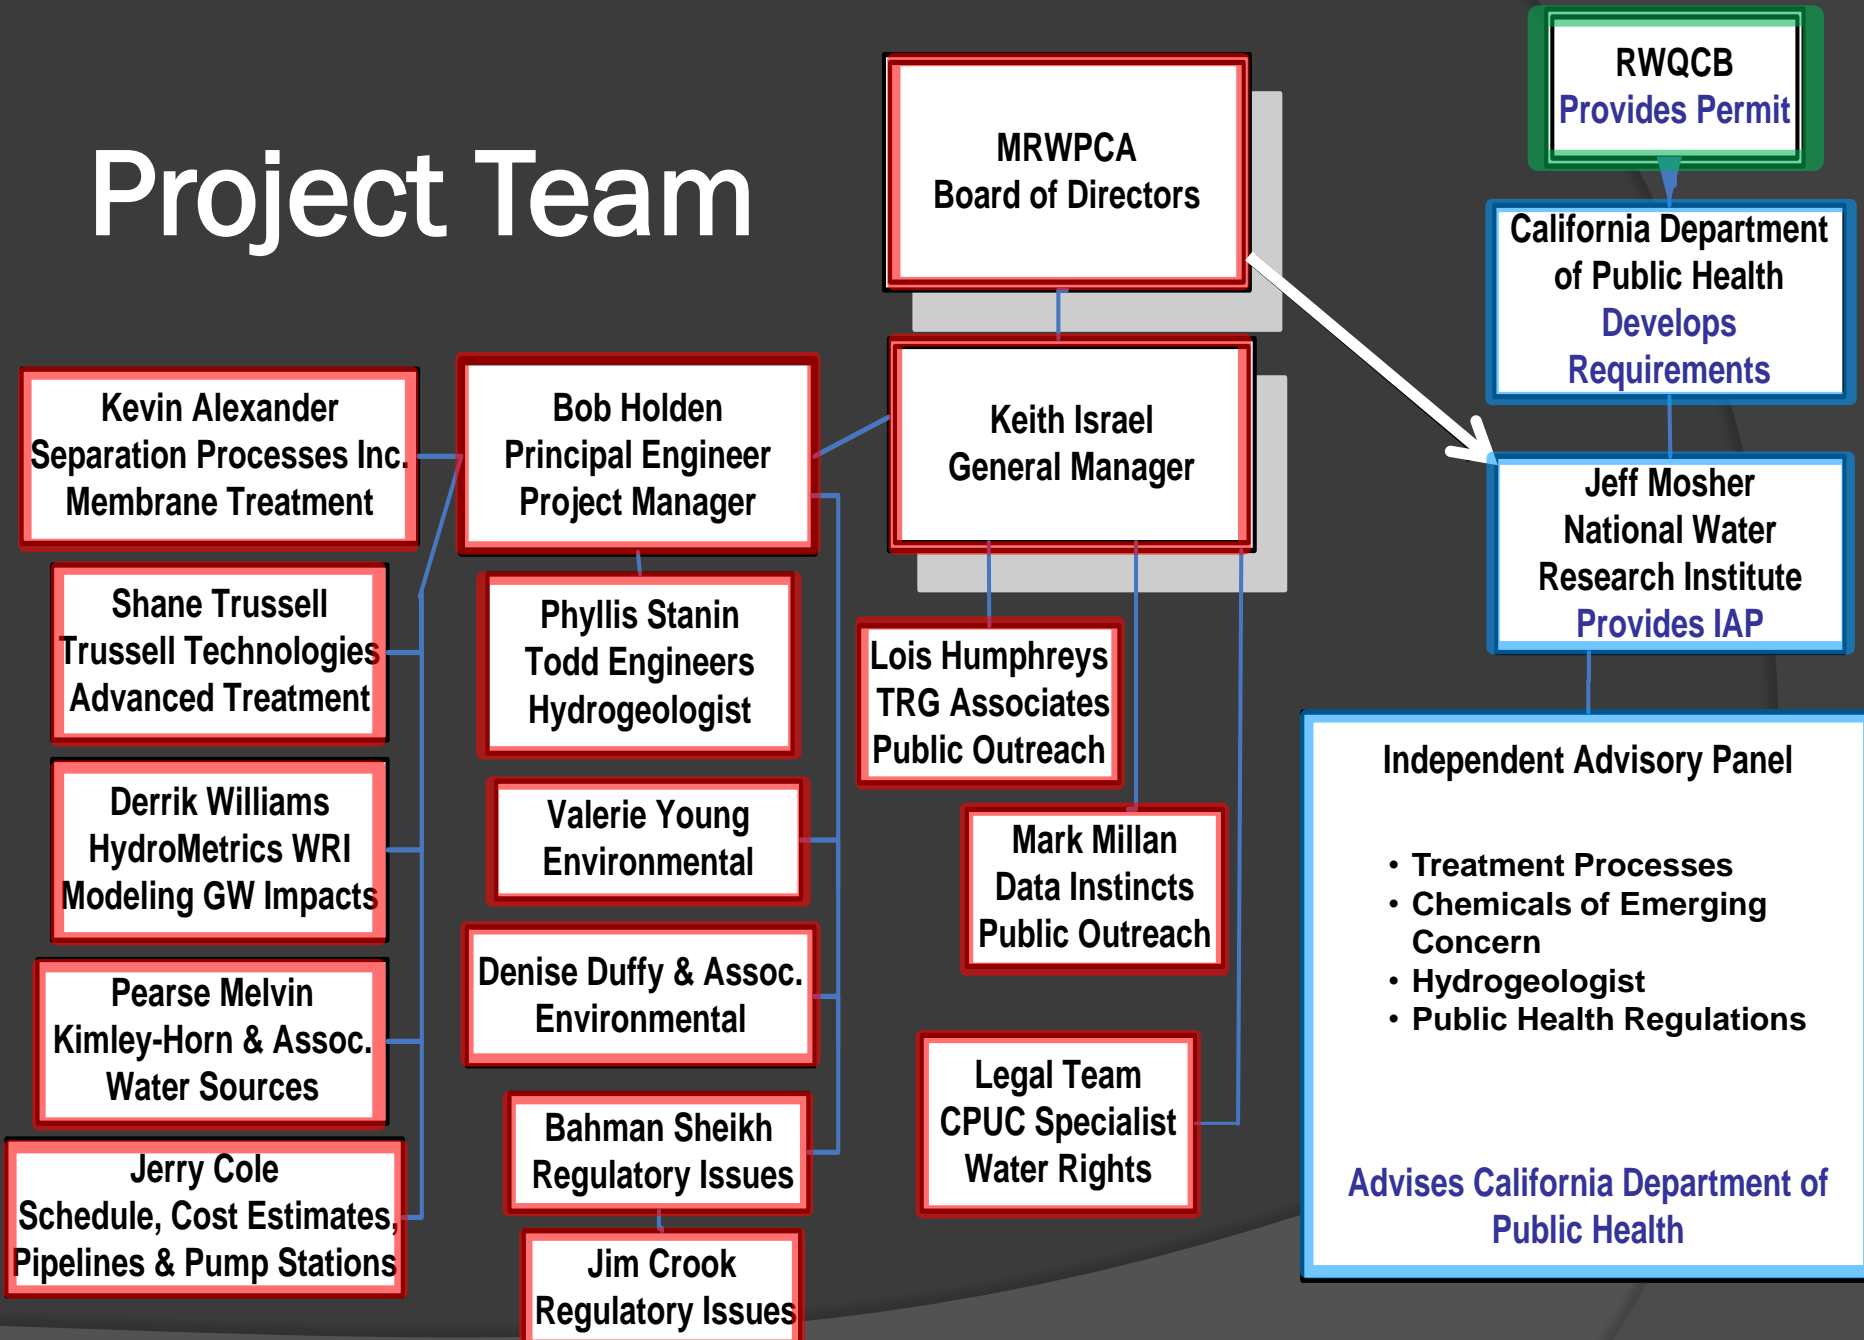 Project Team
MRWPCA
Board of Directors
RWQCB
Provides Permit
California Department
of Public Health
Develops
Requirements
Kevin Alexander
Separation Processes Inc.
Membrane Treatment
Bob Holden
Principal Engineer
Project Manager
Keith Israel
General Manager
Jeff Mosher
National Water
Research Institute
Provides IAP
Shane Trussell
Trussell Technologies
Advanced Treatment
Phyllis Stanin
Todd Engineers
Hydrogeologist
Lois Humphreys
TRG Associates
Public Outreach
Derrik Williams
HydroMetrics WRI
Modeling GW Impacts
Valerie Young
Environmental
Mark Millan
Data Instincts
Public Outreach
Pearse Melvin
Kimley-Horn & Assoc.
Water Sources
Denise Duffy & Assoc.
Environmental
Legal Team
CPUC Specialist
Water Rights
Jerry Cole
Schedule, Cost Estimates,
Pipelines & Pump Stations
Bahman Sheikh
Regulatory Issues
Jim Crook
Regulatory Issues
Independent Advisory Panel
• Treatment Processes
• Chemicals of Emerging
Concern
• Hydrogeologist
• Public Health Regulations
Advises California Department of
Public Health